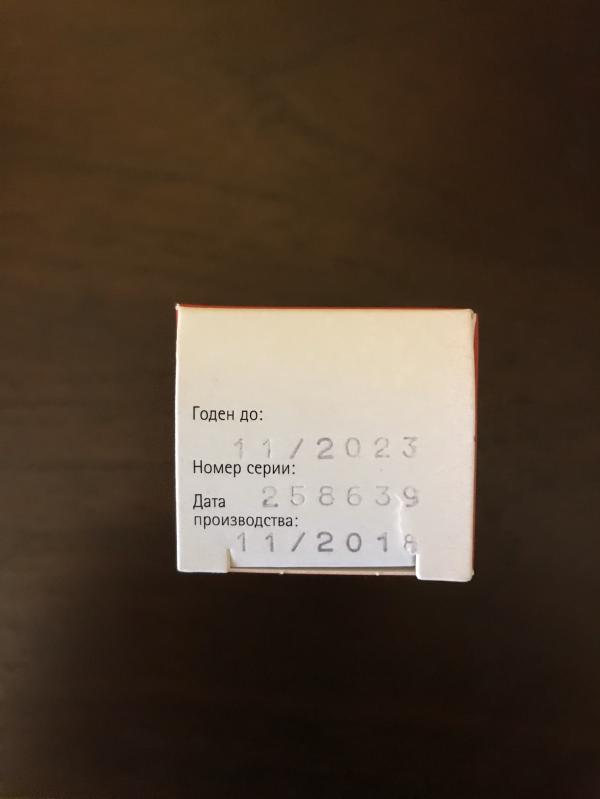 Годен до:
11/2023
Номер серии:
258639
Дата
производства:
11/2018